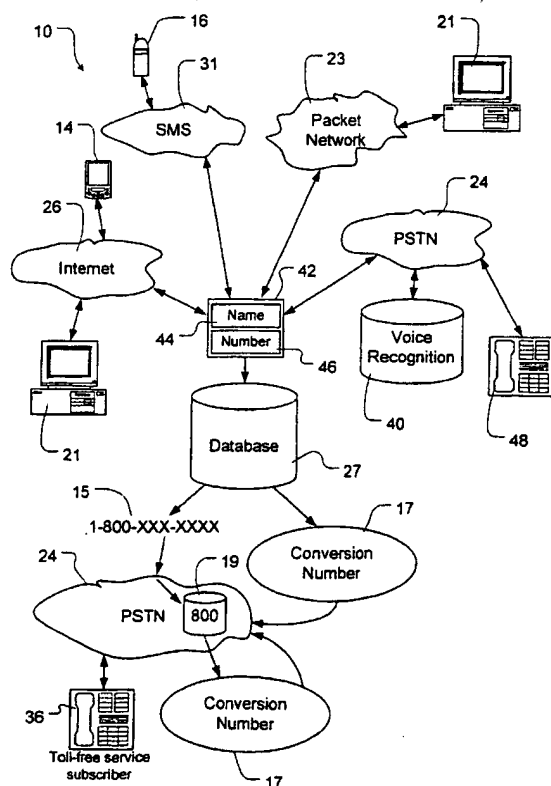 10
16
31
23
21
SMS
Packet
Network
14
24
26
PSTN
Internet
42
Name
44
Number
46
Voice
Recognition
40
48
21
Database
27
15
1-800-XXX-XXXX
17
Conversion
Number
24
19
PSTN
800
36
Toll-free service
subscriber
Conversion
Number
17